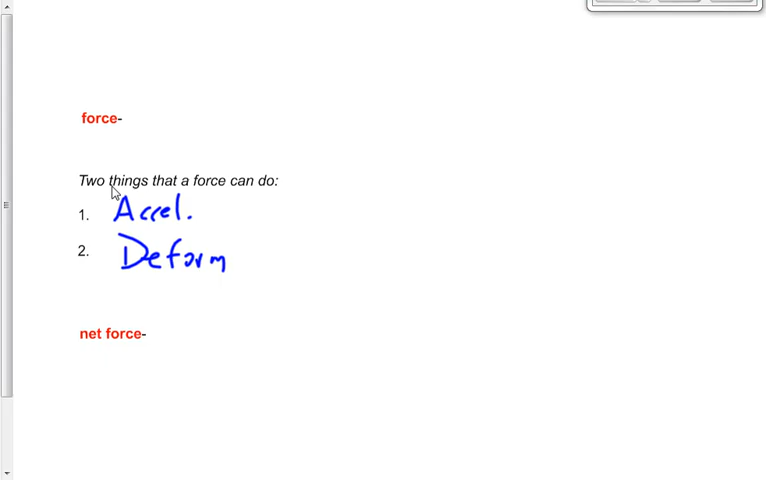 force-
Two things that a force can do:
1. Accel.
2. Deform
net force-